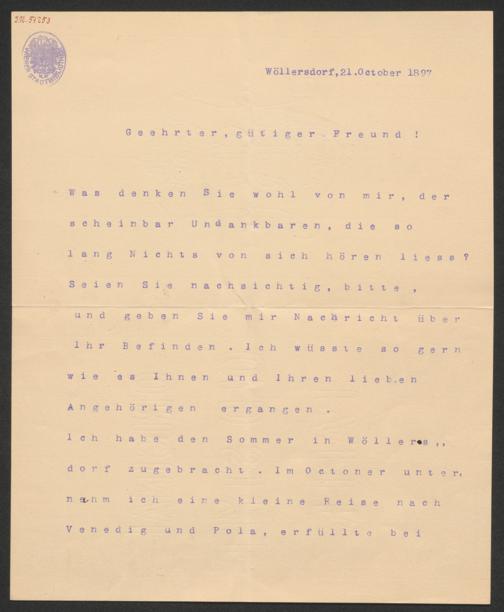 Wöllersdorf, 21. October 1897
Geehrter, gütiger Freund !
Was denken Sie wohl von mir, der
scheinbar Undankbaren, die so
lang Nichts von sich hören liess?
Seien Sie nachsichtig, bitte ,
und geben Sie mir Nachricht über
Ihr Befinden . Ich wüsste so gern
wie es Ihnen und Ihren lieben
Angehörigen ergangen .
Ich habe den Sommer in Wöllers,,
dorf zugebracht . Im Octoner unter,
nahm ich eine kleine Reise nach
Venedig und Pola, erfüllte bei